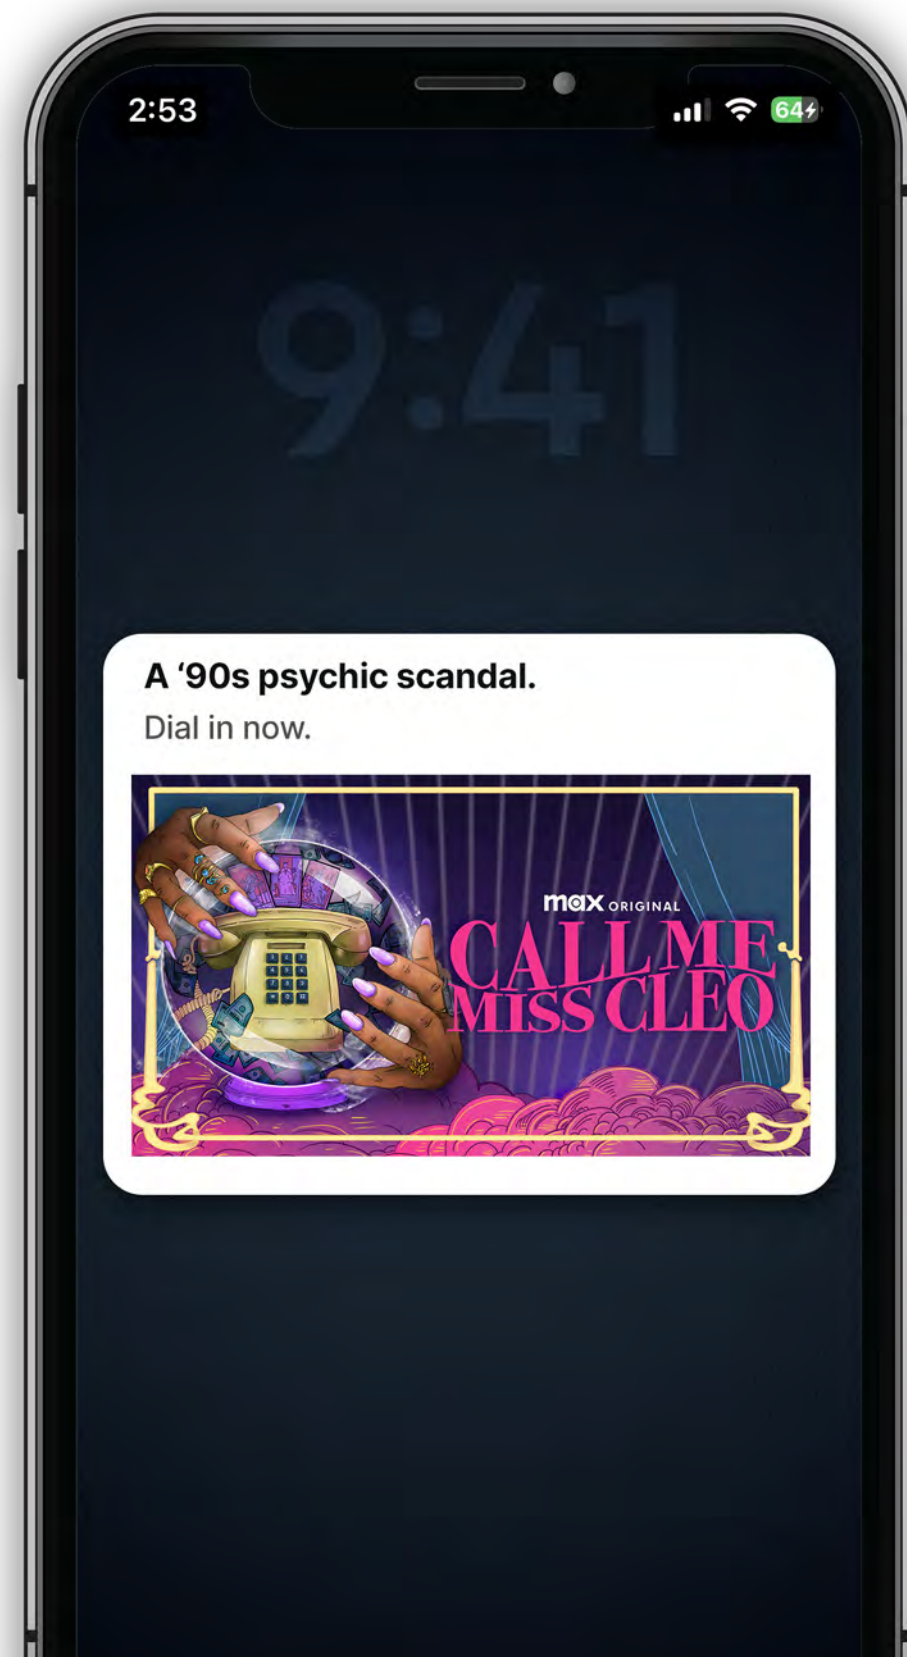 2:53
64
9:41
A ‘90s psychic scandal.
Dial in now.
max ORIGINAL
CALL ME
MISS CLEO